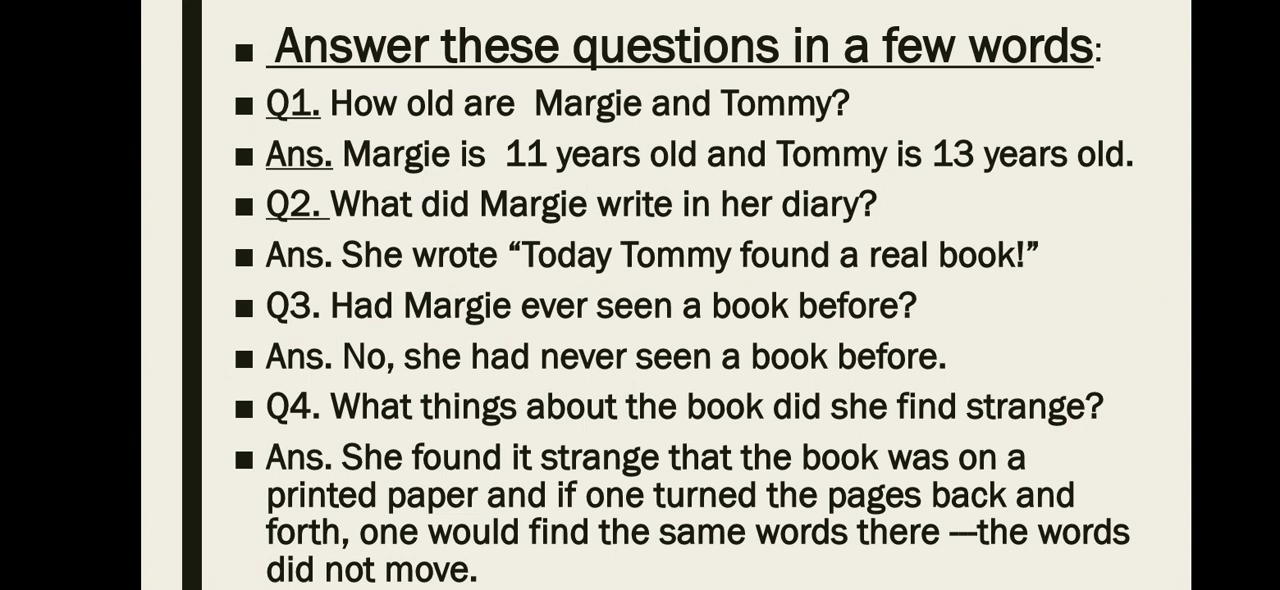 Answer these questions in a few words:
Q1. How old are Margie and Tommy?
Ans. Margie is 11 years old and Tommy is 13 years old.
Q2. What did Margie write in her diary?
Ans. She wrote “Today Tommy found a real book!”
Q3. Had Margie ever seen a book before?
Ans. No, she had never seen a book before.
Q4. What things about the book did she find strange?
Ans. She found it strange that the book was on a
printed paper and if one turned the pages back and
forth, one would find the same words there —the words
did not move.